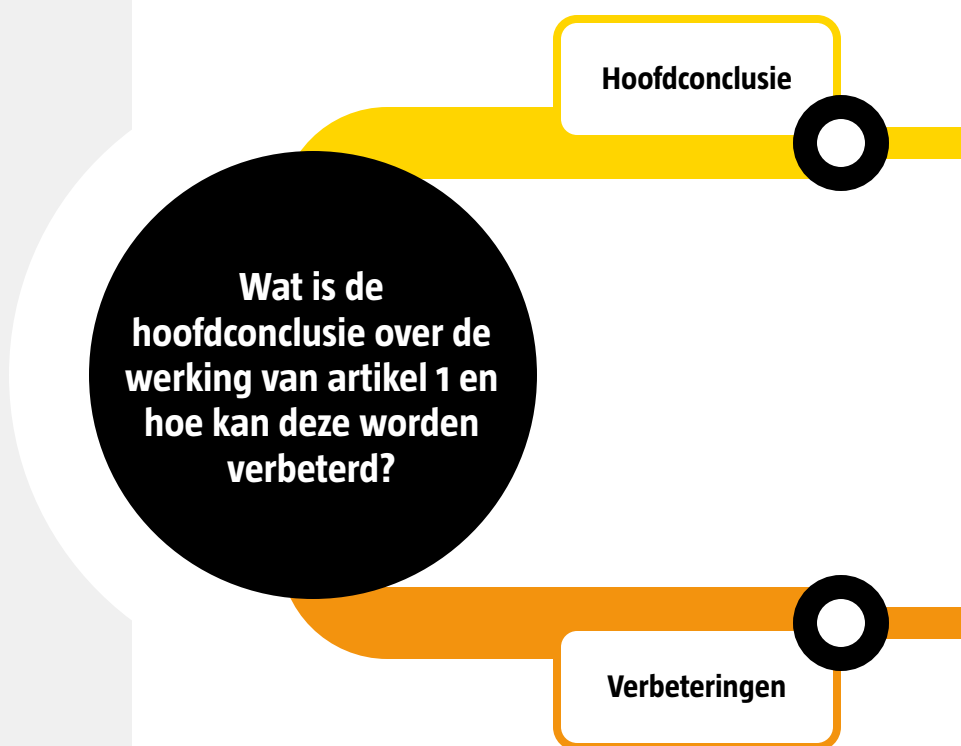 Hoofdconclusie
Wat is de
hoofdconclusie over de
werking van artikel 1 en
hoe kan deze worden
verbeterd?
Verbeteringen